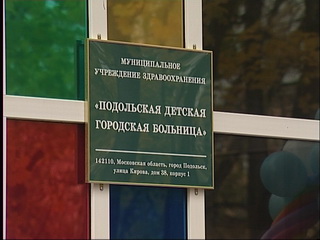 МУНИЦИПАЛЬНОЕ
УЧРЕЖДЕНИЕ ЗДРАВООХРАНЕНИЯ
«ПОДОЛЬСКАЯ ДЕТСКАЯ
ГОРОДСКАЯ БОЛЬНИЦА»
142110, Московская область, город Подольск,
улица Кирова, дом 38, корпус 1